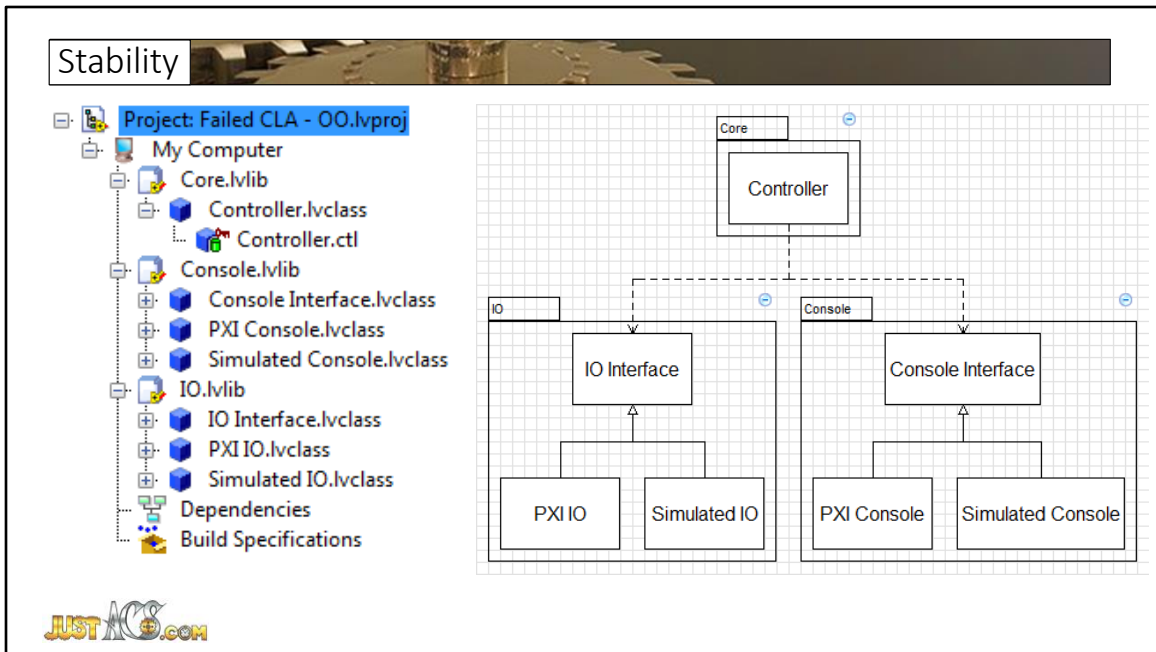 Stability
Project: Failed CLA - OO.lvproj
My Computer
Core.lvlib
Controller.lvclass
Controller.ctl
Console.lvlib
Console Interface.lvclass
PXI Console.lvclass
Simulated Console.lvclass
IO.lvlib
IO Interface.lvclass
PXI IO.lvclass
Simulated IO.lvclass
Dependencies
Build Specifications
Core
Controller
IO
IO Interface
PXI IO
Simulated IO
Console
Console Interface
PXI Console
Simulated Console
JUST ACS.COM